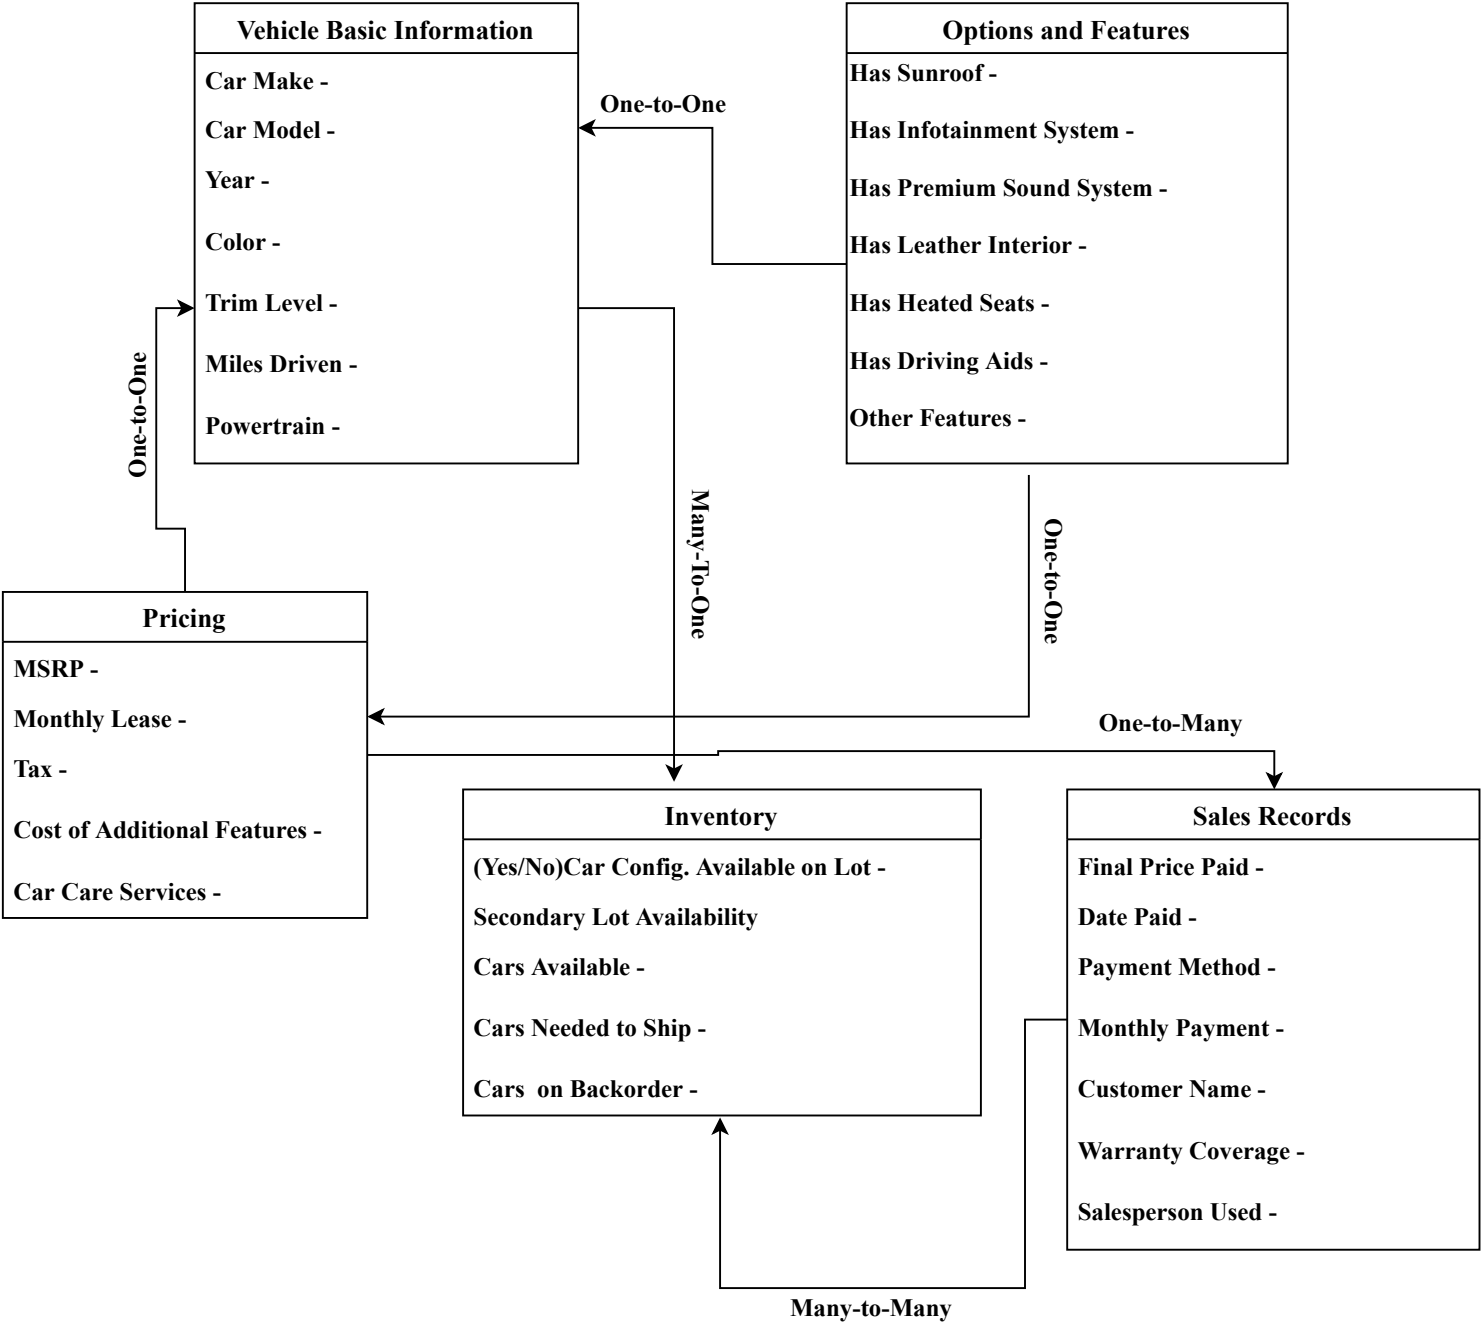 Vehicle Basic Information
Car Make -
Car Model -
Year -
Color -
Trim Level -
Miles Driven -
Powertrain -
One-to-One
Options and Features
Has Sunroof -
Has Infotainment System -
Has Premium Sound System -
Has Leather Interior -
Has Heated Seats -
Has Driving Aids -
Other Features -
One-to-One
Many-To-One
One-to-One
Pricing
MSRP -
Monthly Lease -
Tax -
Cost of Additional Features -
Car Care Services -
One-to-Many
Inventory
(Yes/No)Car Config. Available on Lot -
Secondary Lot Availability
Cars Available -
Cars Needed to Ship -
Cars  on Backorder -
Sales Records
Final Price Paid -
Date Paid -
Payment Method -
Monthly Payment -
Customer Name -
Warranty Coverage -
Salesperson Used -
Many-to-Many